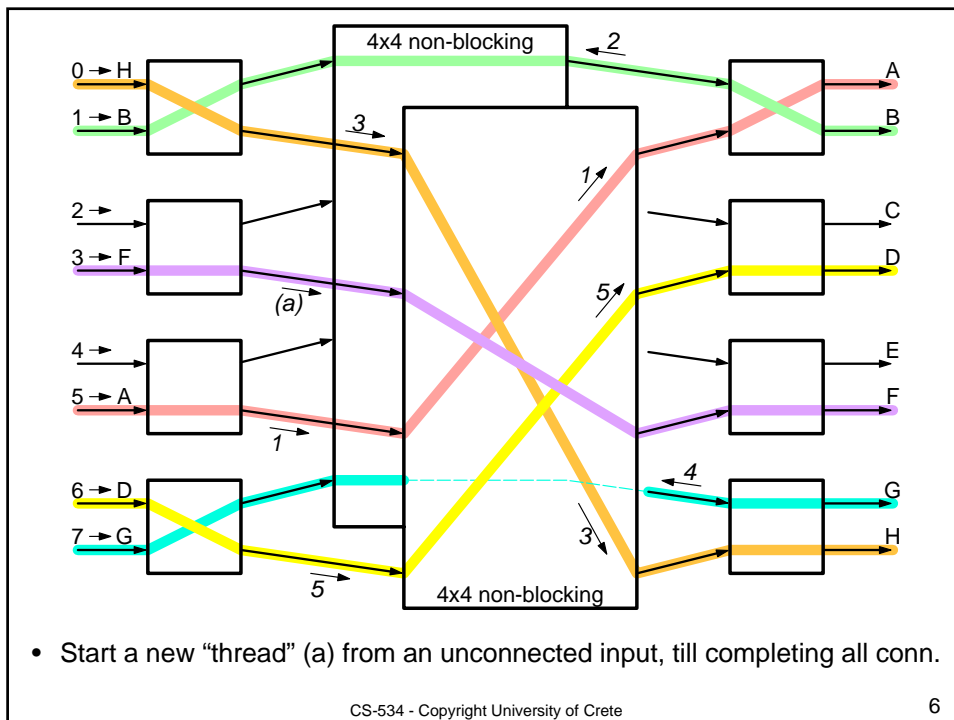 4x4 non-blocking
2
0 → H
A
1 → B
B
3
1
2 →
C
3 → F
D
(a)
5
4 →
E
5 → A
F
1
6 → D
4
G
7 → G
3
H
5
4x4 non-blocking
• Start a new “thread” (a) from an unconnected input, till completing all conn.
CS-534 - Copyright University of Crete
6